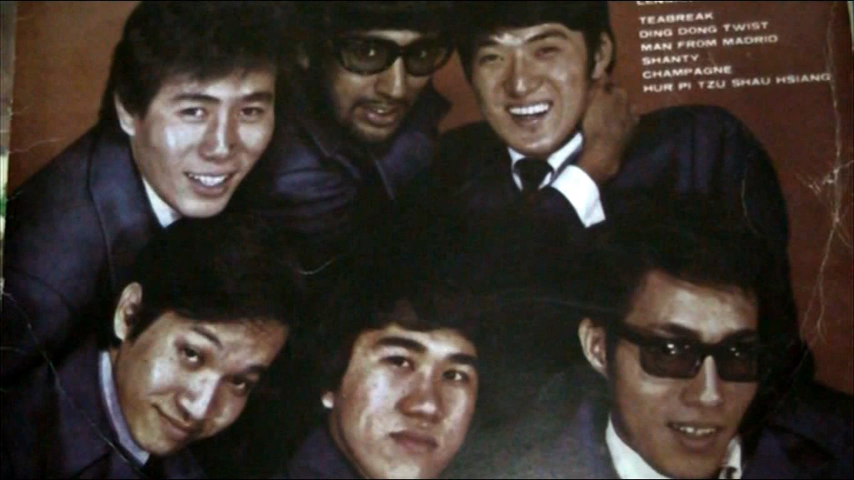 TEABREAK
DING DONG TWIST
MAN FROM MADRID
SHANTY
CHAMPAGNE
HUR PI TZU SHAU HSIANG